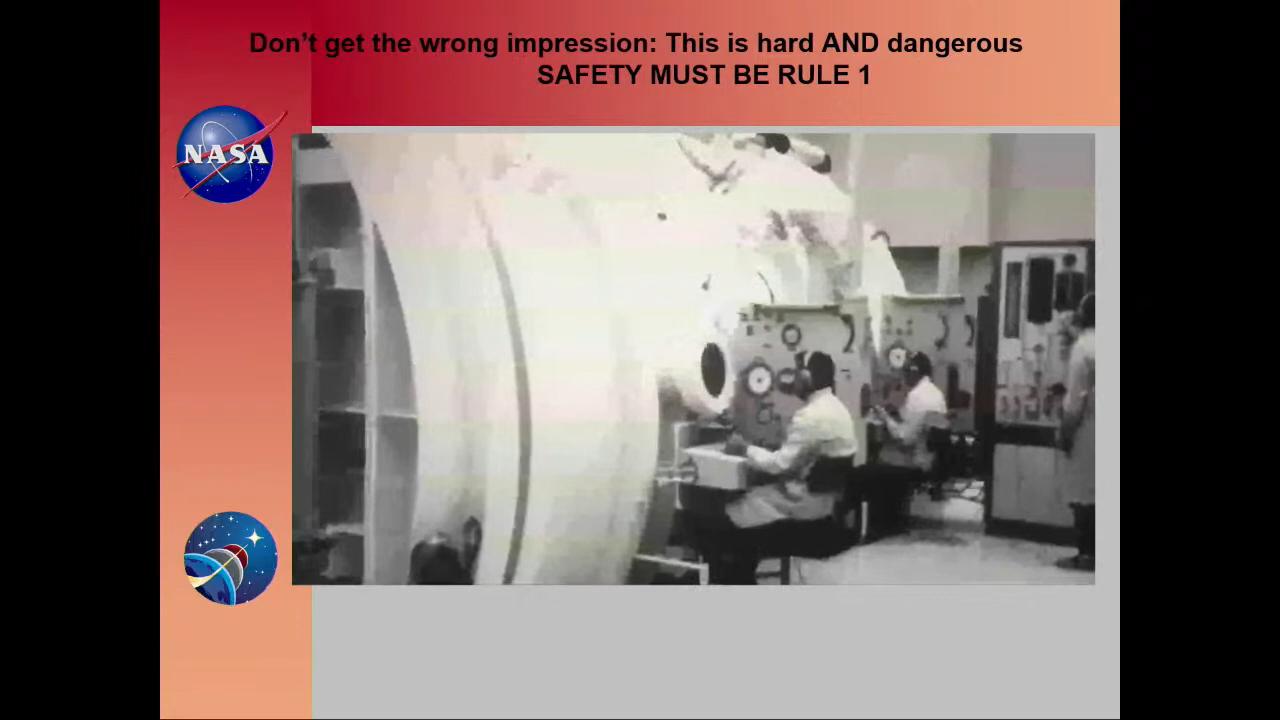 Don’t get the wrong impression: This is hard AND dangerous
SAFETY MUST BE RULE 1
NASA